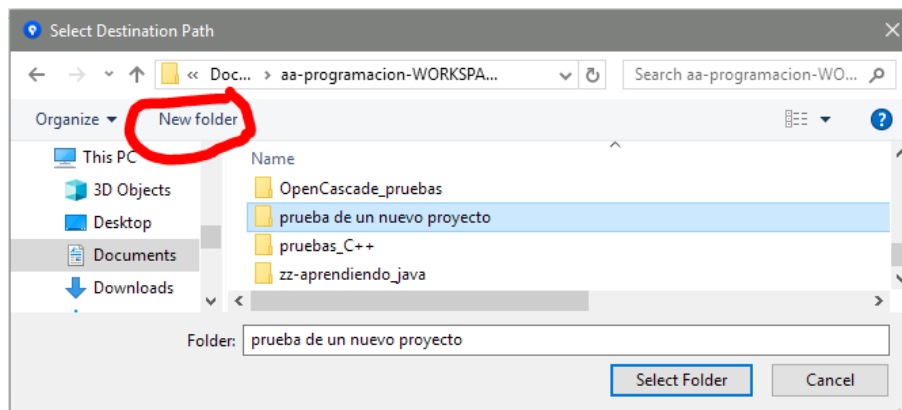 Select Destination Path
« Doc... › aa-programacion-WORKSPA...
Search aa-programacion-WO...
Organize
New folder
?
This PC
3D Objects
Desktop
Documents
Downloads
Name
OpenCascade_pruebas
prueba de un nuevo proyecto
pruebas_C++
zz-aprendiendo_java
Folder: prueba de un nuevo proyecto
Select Folder
Cancel